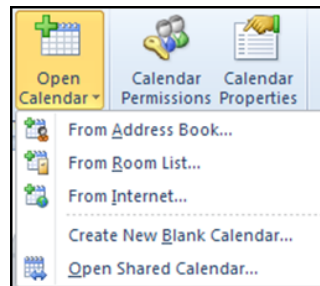 Open Calendar
Calendar Permissions
Calendar Properties
From Address Book...
From Room List...
From Internet...
Create New Blank Calendar...
Open Shared Calendar...